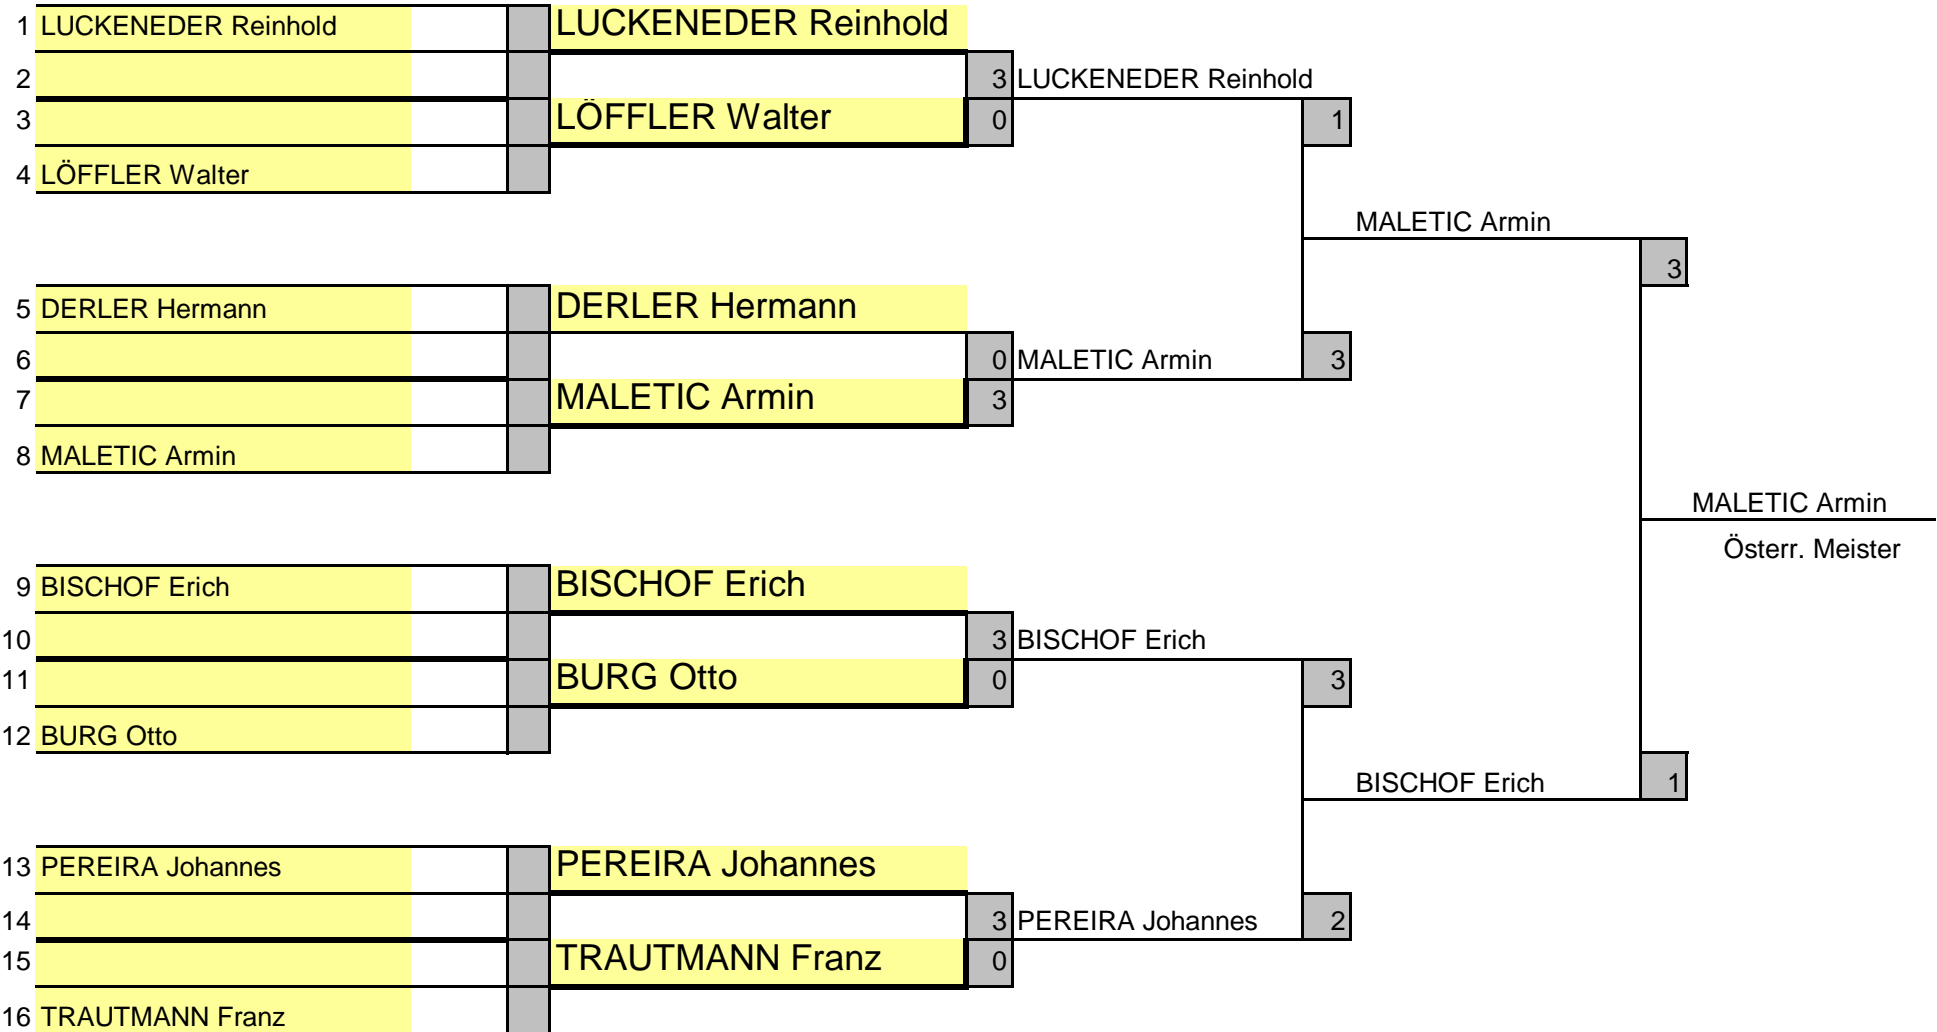 1 LUCKENEDER Reinhold LUCKENEDER Reinhold
2 3 LUCKENEDER Reinhold
3 LÖFFLER Walter 0 1
4 LÖFFLER Walter
MALETIC Armin
3
5 DERLER Hermann DERLER Hermann
6 0 MALETIC Armin 3
7 MALETIC Armin 3
8 MALETIC Armin
MALETIC Armin
Österr. Meister
9 BISCHOF Erich BISCHOF Erich
10 3 BISCHOF Erich
11 BURG Otto 0 3
12 BURG Otto
BISCHOF Erich 1
13 PEREIRA Johannes PEREIRA Johannes
14 3 PEREIRA Johannes 2
15 TRAUTMANN Franz 0
16 TRAUTMANN Franz